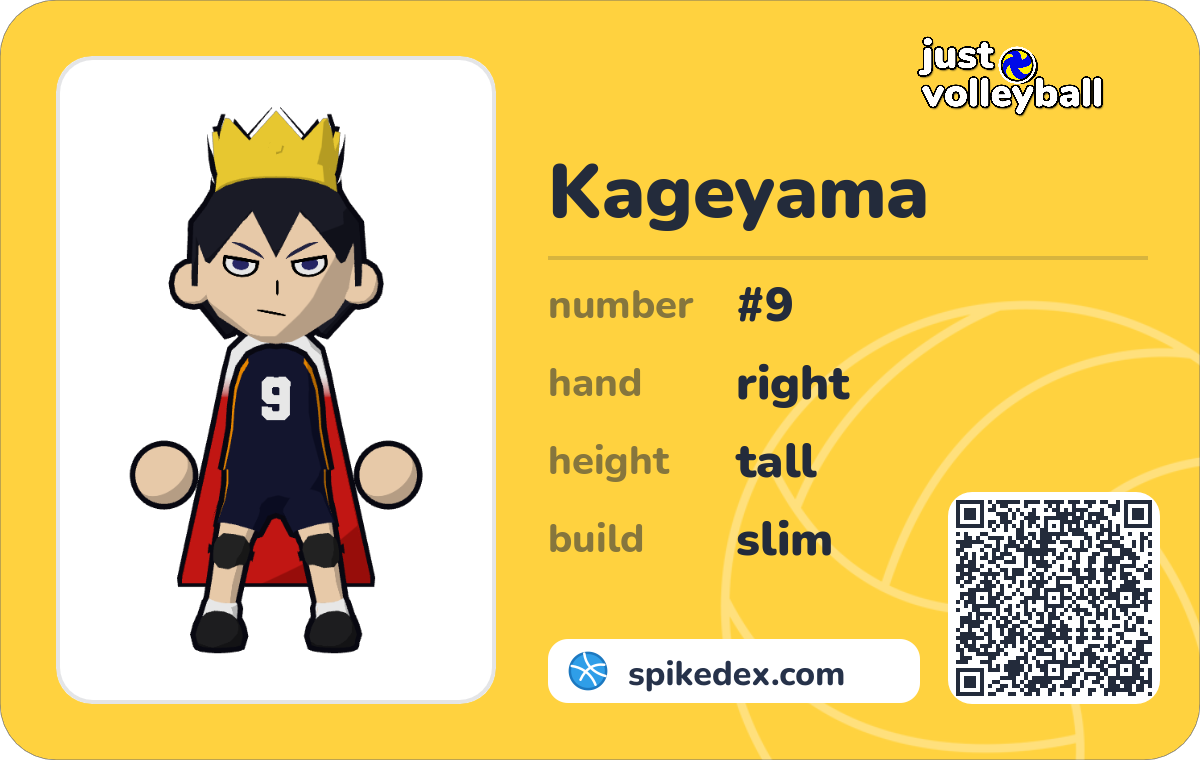 just
volleyball
Kageyama
number #9
hand right
height tall
build slim
9
spikedex.com